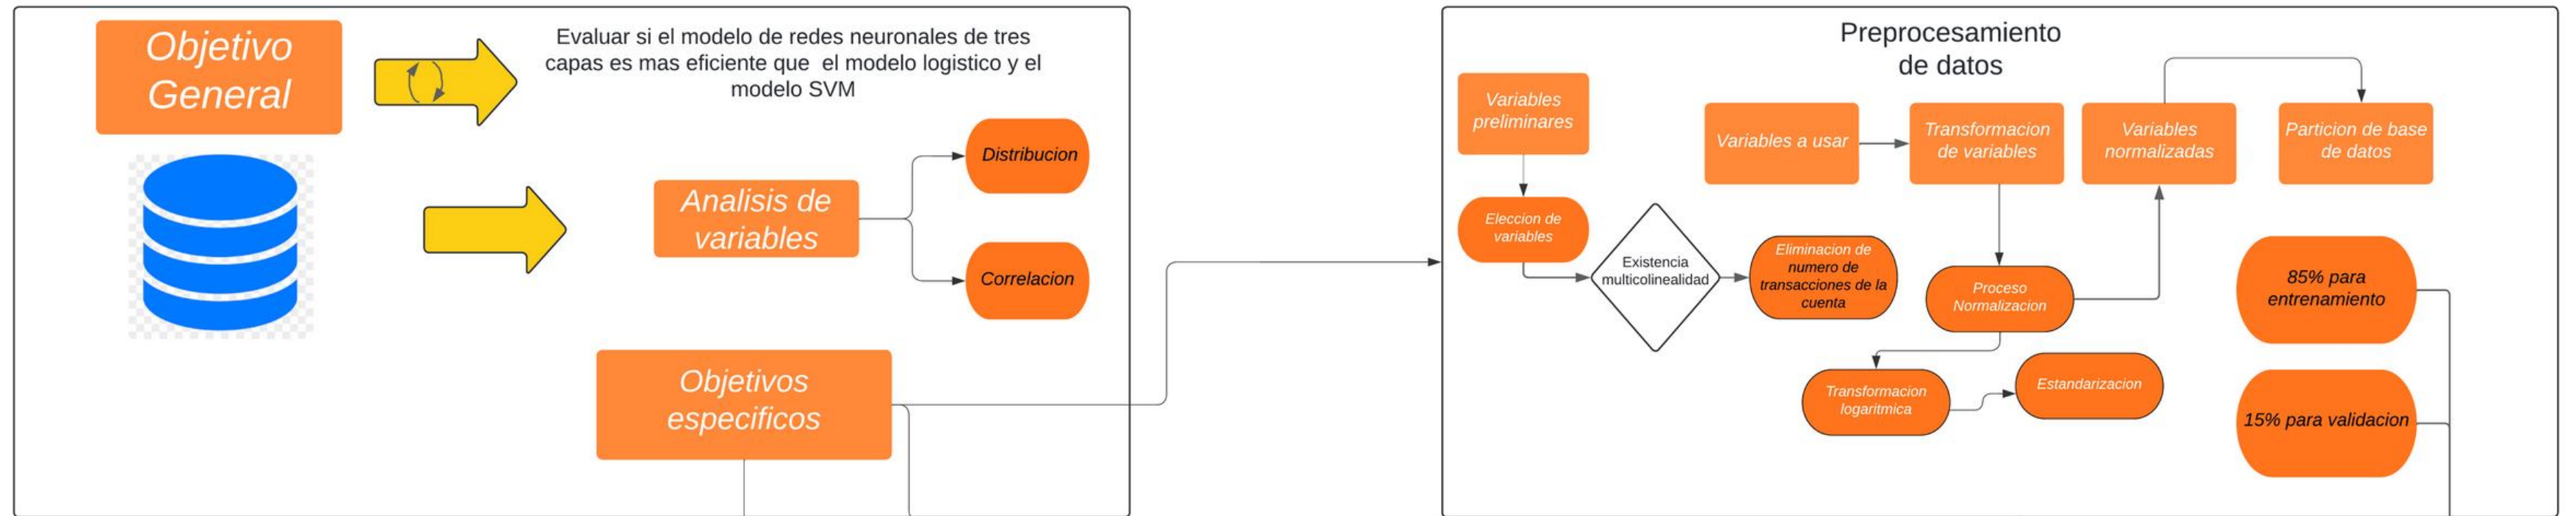 Objetivo
General
Evaluar si el modelo de redes neuronales de tres
capas es mas eficiente que el modelo logistico y el
modelo SVM
Analisis de
variables
Distribucion
Correlacion
Objetivos
especificos
Preprocesamiento
de datos
Variables
preliminares
Eleccion de
variables
Existencia
multicolinealidad
Eliminacion de
numero de
transacciones de la
cuenta
Variables a usar
Transformacion
de variables
Proceso
Normalizacion
Transformacion
logaritmica
Estandarizacion
Variables
normalizadas
Particion de base
de datos
85% para
entrenamiento
15% para validacion